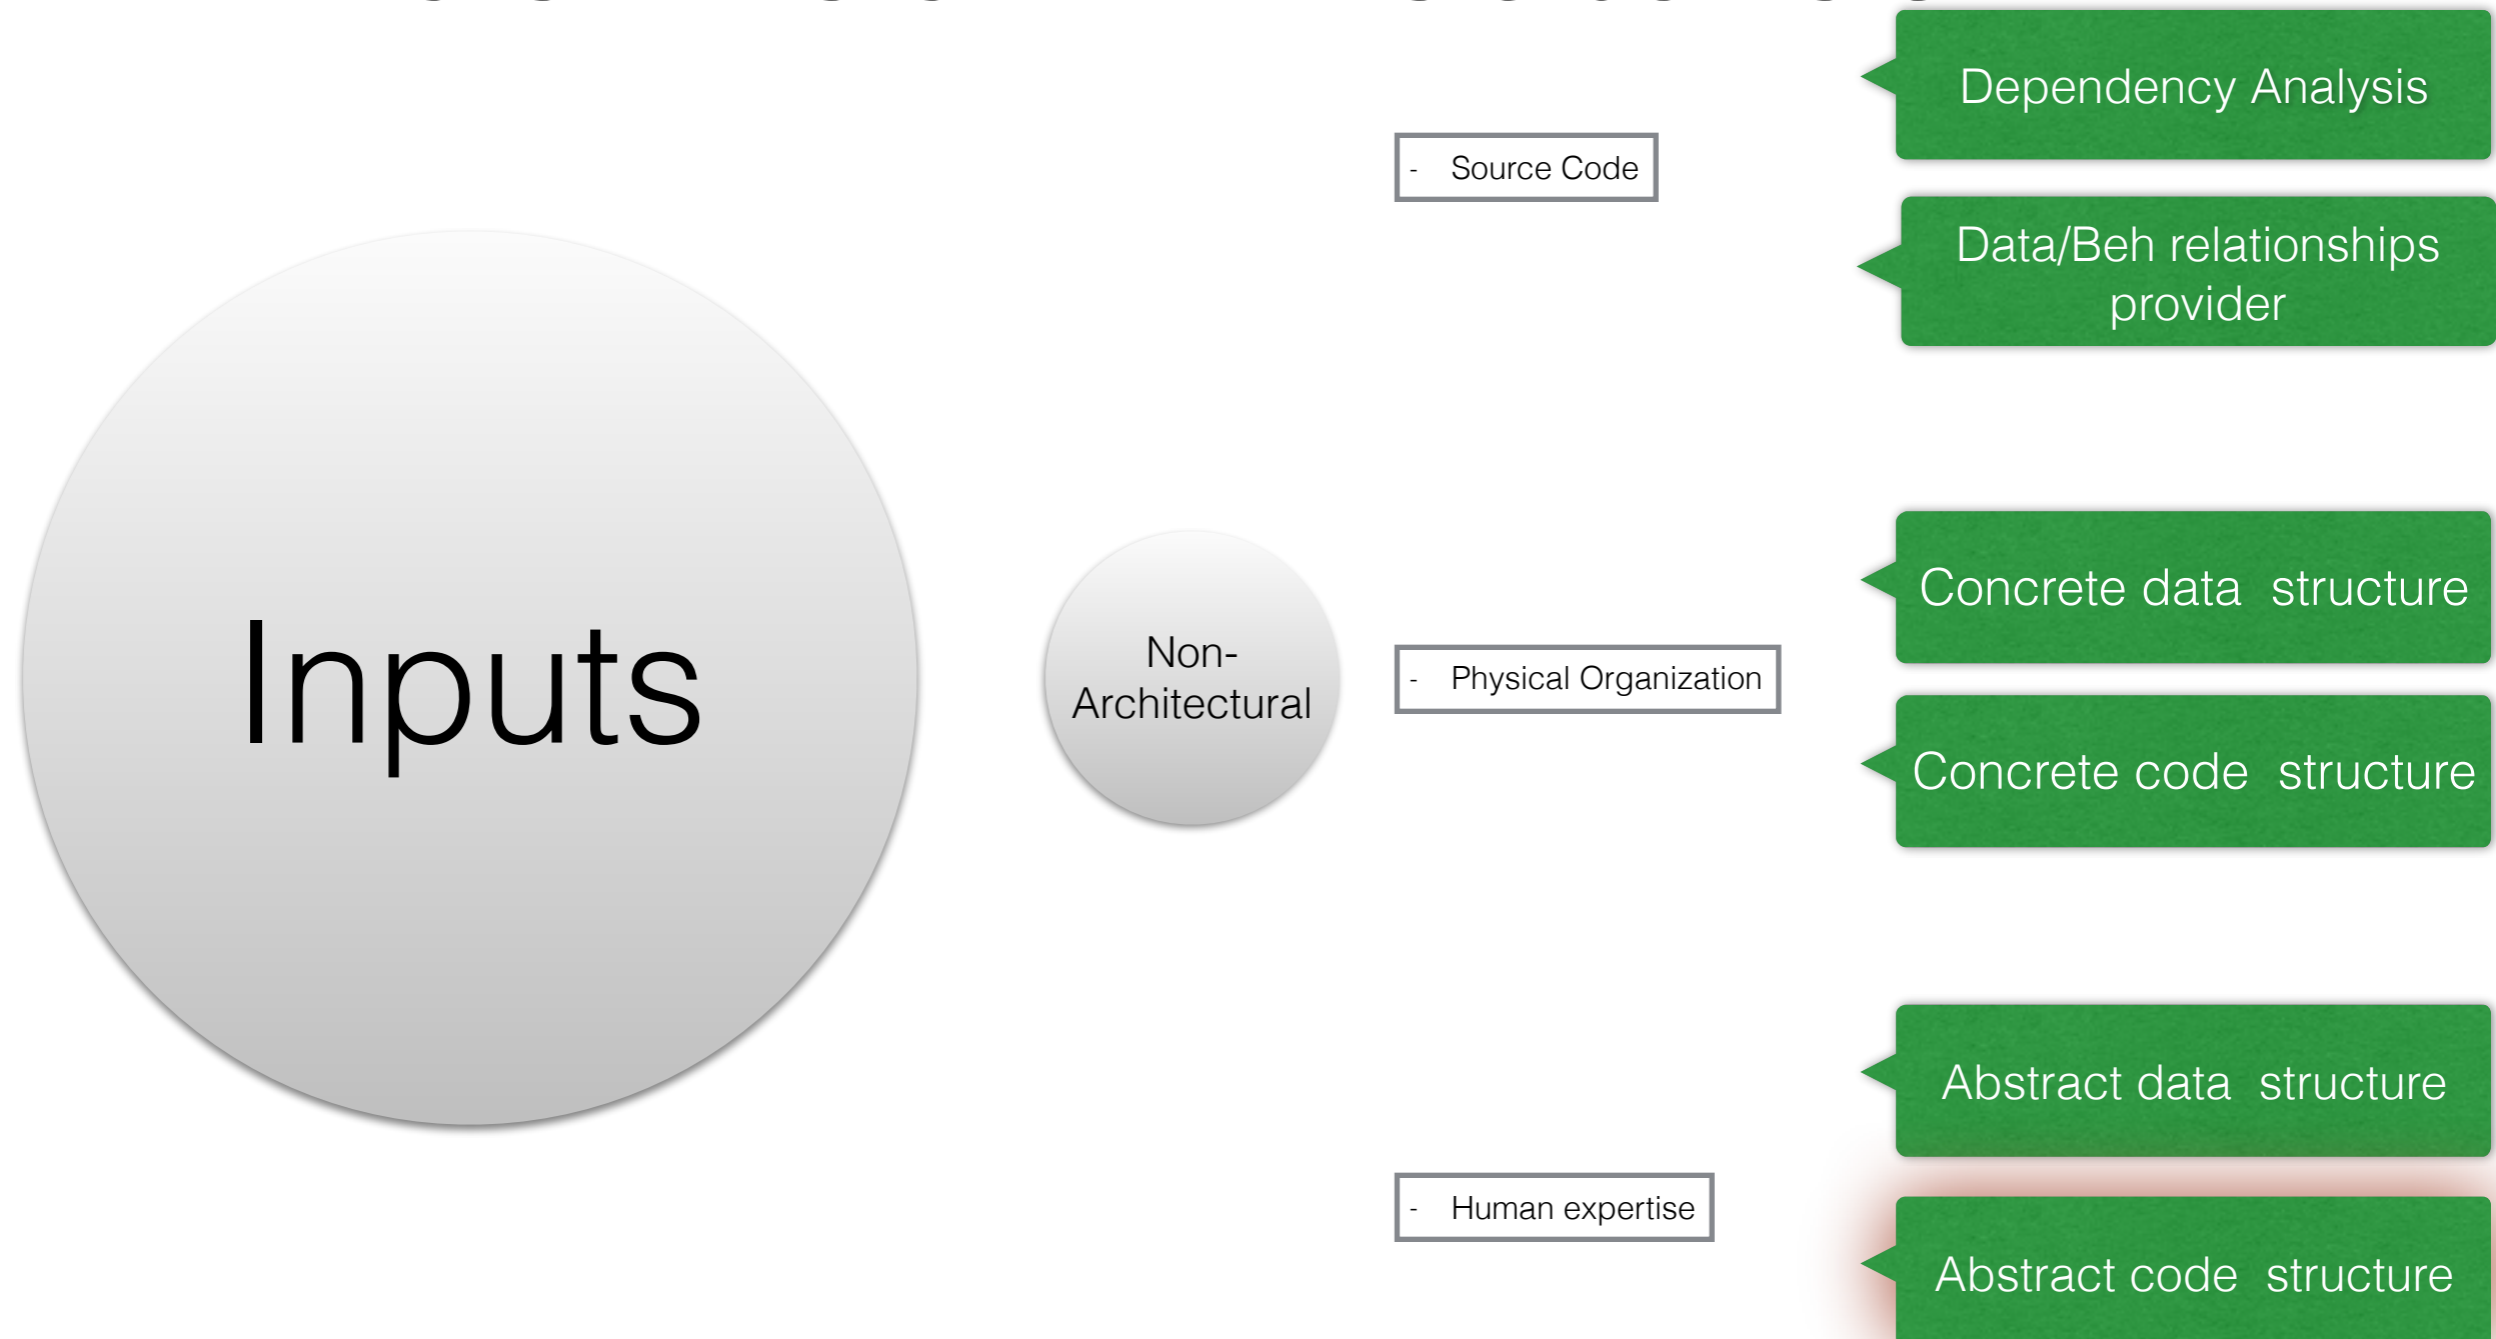 Dependency Analysis
- Source Code
Data/Beh relationships
provider
Inputs
Non-
Architectural
Concrete data structure
- Physical Organization
Concrete code structure
Abstract data structure
- Human expertise
Abstract code structure